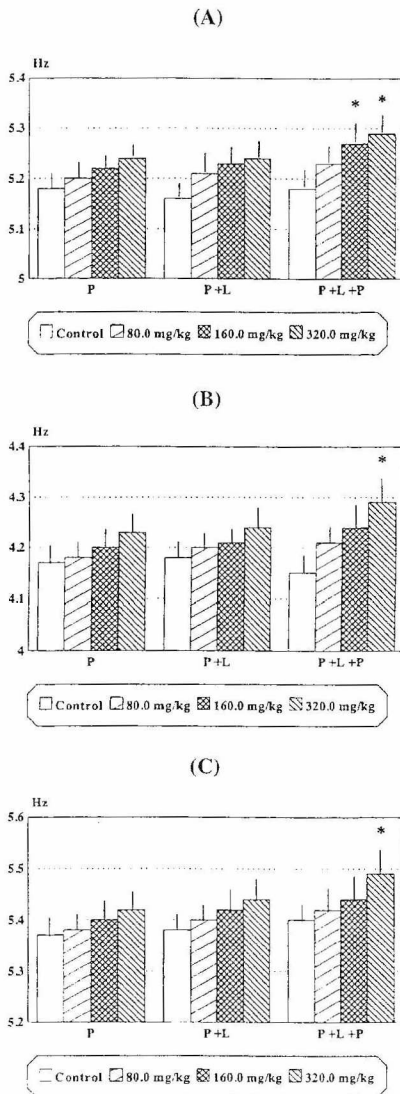 (A)
Hz
5.4
* *
5.3
5.2
5.1
5
P P +L P +L +P
Control 80.0 mg/kg 160.0 mg/kg 320.0 mg/kg
(B)
Hz
4.4
*
4.3
4.2
4.1
4
P P +L P +L +P
Control 80.0 mg/kg 160.0 mg/kg 320.0 mg/kg
(C)
Hz
5.6
*
5.5
5.4
5.3
5.2
P P +L P +L +P
Control 80.0 mg/kg 160.0 mg/kg 320.0 mg/kg